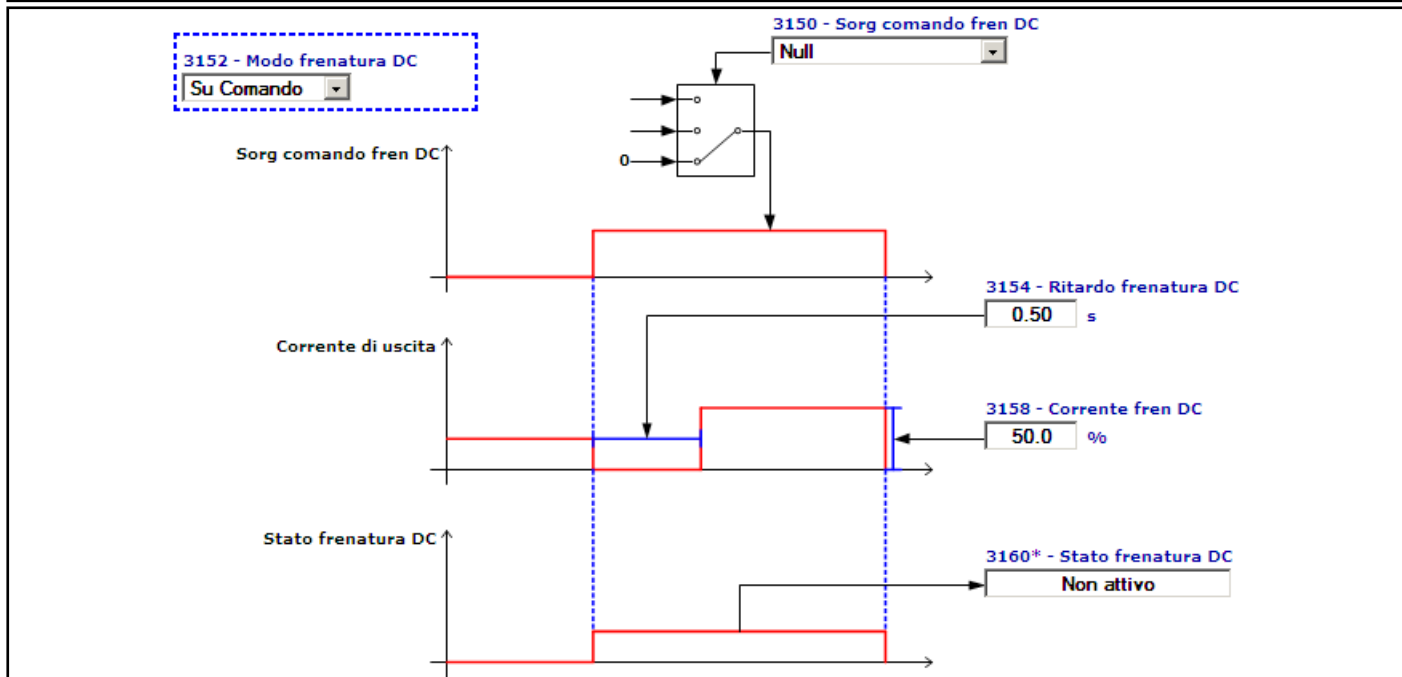 3150 - Sorg comando fren DC
Null
3152 - Modo frenatura DC
Su Comando
Sorg comando fren DC
0
3154 - Ritardo frenatura DC
0.50 s
Corrente di uscita
3158 - Corrente fren DC
50.0 %
Stato frenatura DC
3160* - Stato frenatura DC
Non attivo